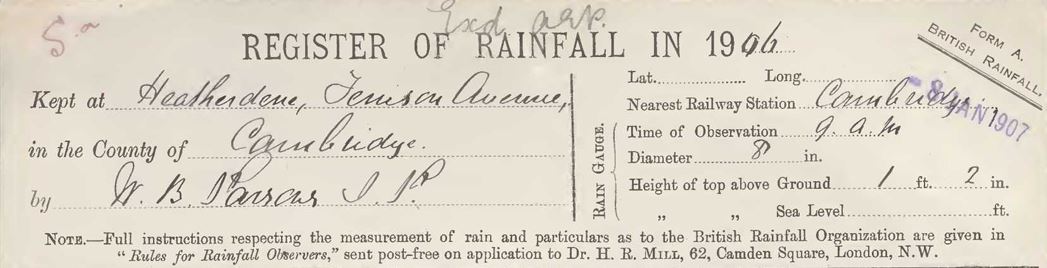 Exd
5
REGISTER OF RAINFALL IN 1906
FORM A.
BRITISH RAINFALL.
Kept at Heatherdene, Tenison Avenue,
in the County of Cambridge.
by W. B. Parsons
RAIN GAUGE.
Lat. Long.
Nearest Railway Station Cambridge
-8 JAN 1907
Time of Observation 9. a.m
Diameter 8 in.
Height of top above Ground 1 ft. 2 in.
„ „ Sea Level ft.
NOTE.—Full instructions respecting the measurement of rain and particulars as to the British Rainfall Organization are given in
"Rules for Rainfall Observers," sent post-free on application to Dr. H. R. MILL, 62, Camden Square, London, N.W.